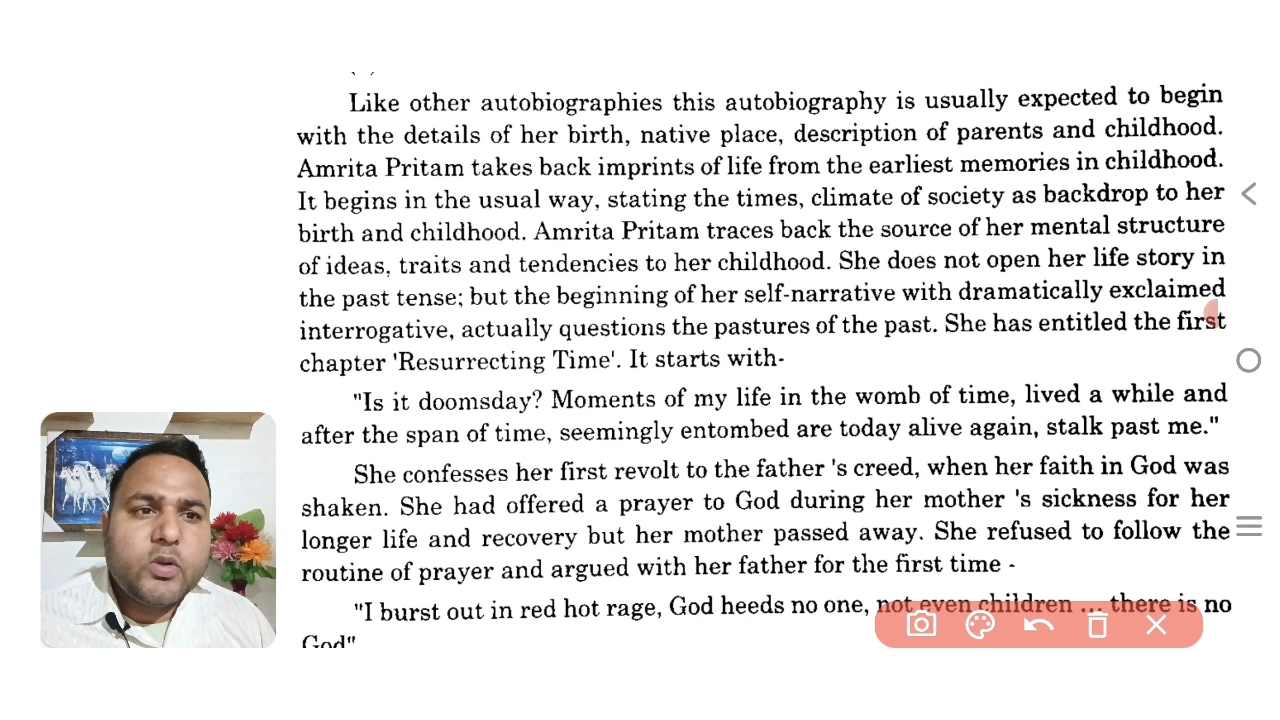 Like other autobiographies this autobiography is usually expected to begin
with the details of her birth, native place, description of parents and childhood.
Amrita Pritam takes back imprints of life from the earliest memories in childhood.
It begins in the usual way, stating the times, climate of society as backdrop to her
birth and childhood. Amrita Pritam traces back the source of her mental structure
of ideas, traits and tendencies to her childhood. She does not open her life story in
the past tense; but the beginning of her self-narrative with dramatically exclaimed
interrogative, actually questions the pastures of the past. She has entitled the first
chapter 'Resurrecting Time'. It starts with-
"Is it doomsday? Moments of my life in the womb of time, lived a while and
after the span of time, seemingly entombed are today alive again, stalk past me."
She confesses her first revolt to the father 's creed, when her faith in God was
shaken. She had offered a prayer to God during her mother 's sickness for her
longer life and recovery but her mother passed away. She refused to follow the
routine of prayer and argued with her father for the first time -
"I burst out in red hot rage, God heeds no one, not even children ... there is no
God"